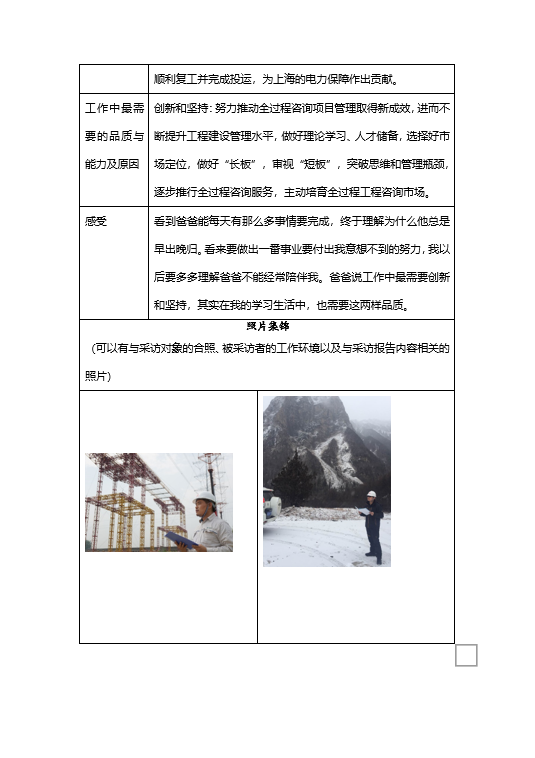 顺利复工并完成投运，为上海的电力保障作出贡献。
工作中最需
要的品质与
能力及原因
创新和坚持：努力推动全过程咨询项目管理取得新成效，进而不
断提升工程建设管理水平，做好理论学习、人才储备，选择好市
场定位，做好“长板”，审视“短板”，突破思维和管理瓶颈，
逐步推行全过程咨询服务，主动培育全过程工程咨询市场。
感受
看到爸爸能每天有那么多事情要完成，终于理解为什么他总是
早出晚归。看来要做出一番事业要付出我意想不到的努力，我以
后要多多理解爸爸不能经常陪伴我。爸爸说工作中最需要创新
和坚持，其实在我的学习生活中，也需要这两样品质。
照片集锦
（可以有与采访对象的合照、被采访者的工作环境以及与采访报告内容相关的
照片）